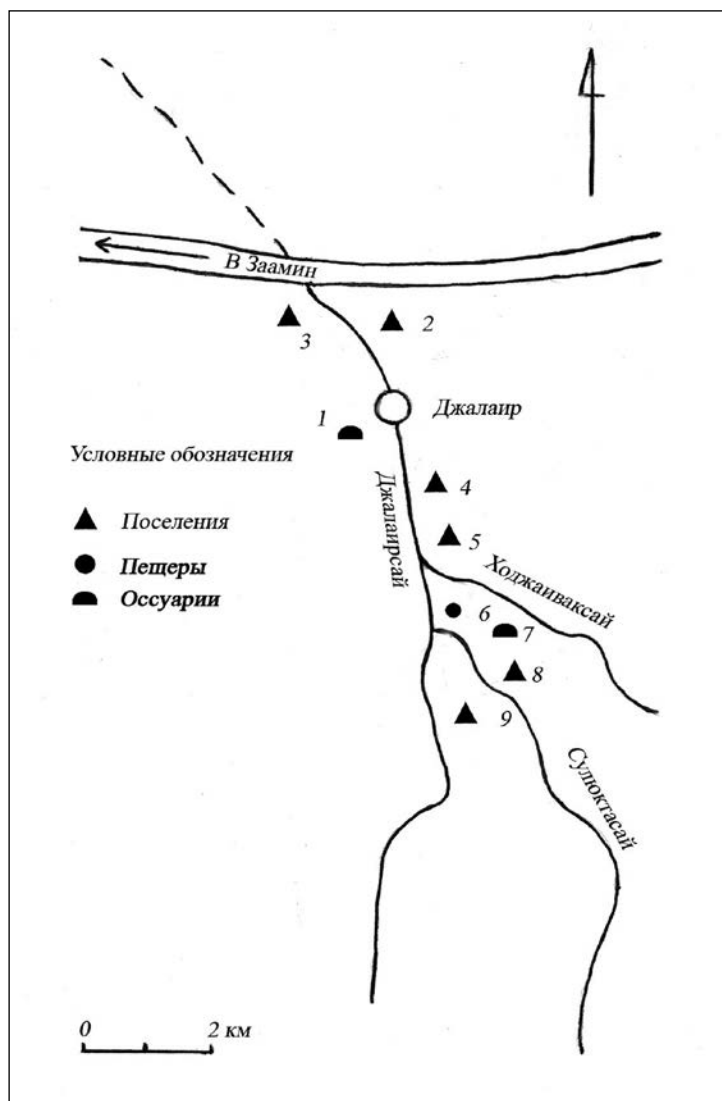 В Заамин
3
2
1
Джалаир
Условные обозначения
Джалаирсай
4
Поселения
5
Ходжаиваксай
Пещеры
6
Оссуарии
7
8
9
Сулюктасай
0
2 км